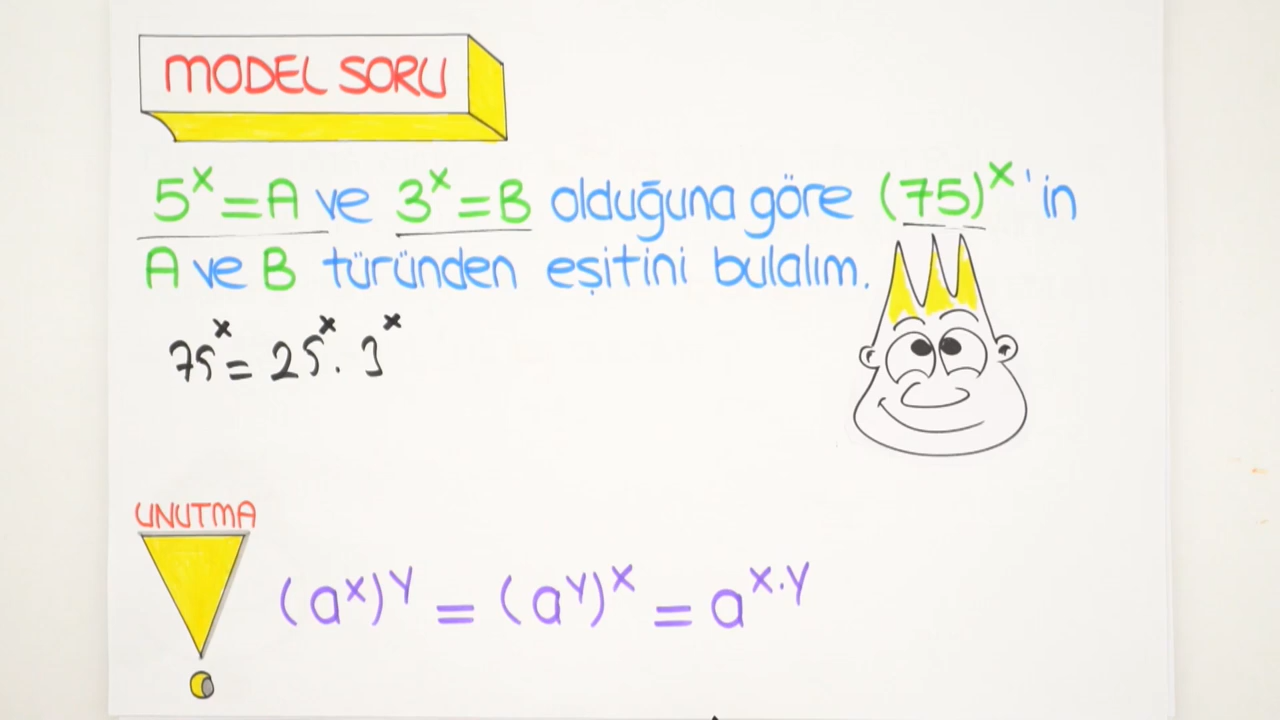 MODEL SORU
5^x = A ve 3^x = B olduğuna göre (75)^x 'in
A ve B türünden eşitini bulalım.
75^x = 25^x . 3^x
UNUTMA
(a^x)^y = (a^y)^x = a^x.y